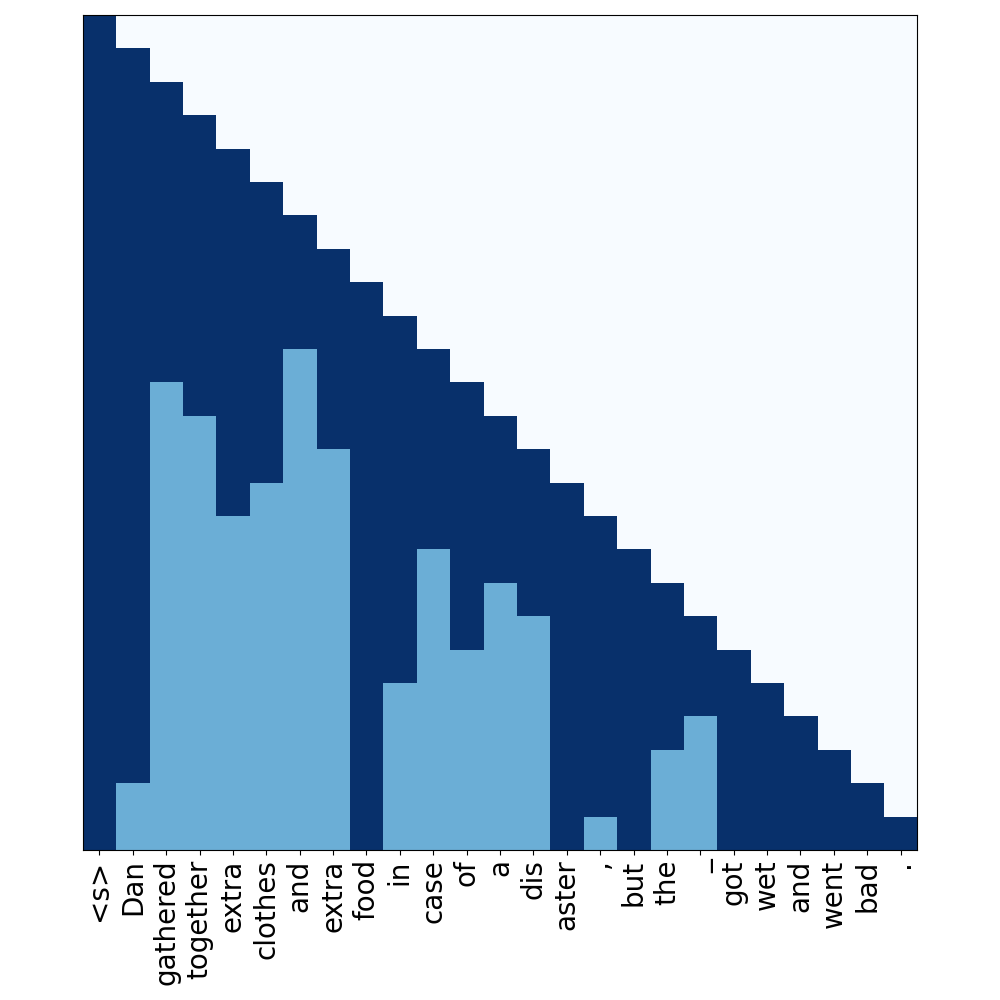 <s> Dan gathered together extra clothes and extra food in case of a dis aster , but the _ got wet and went bad .